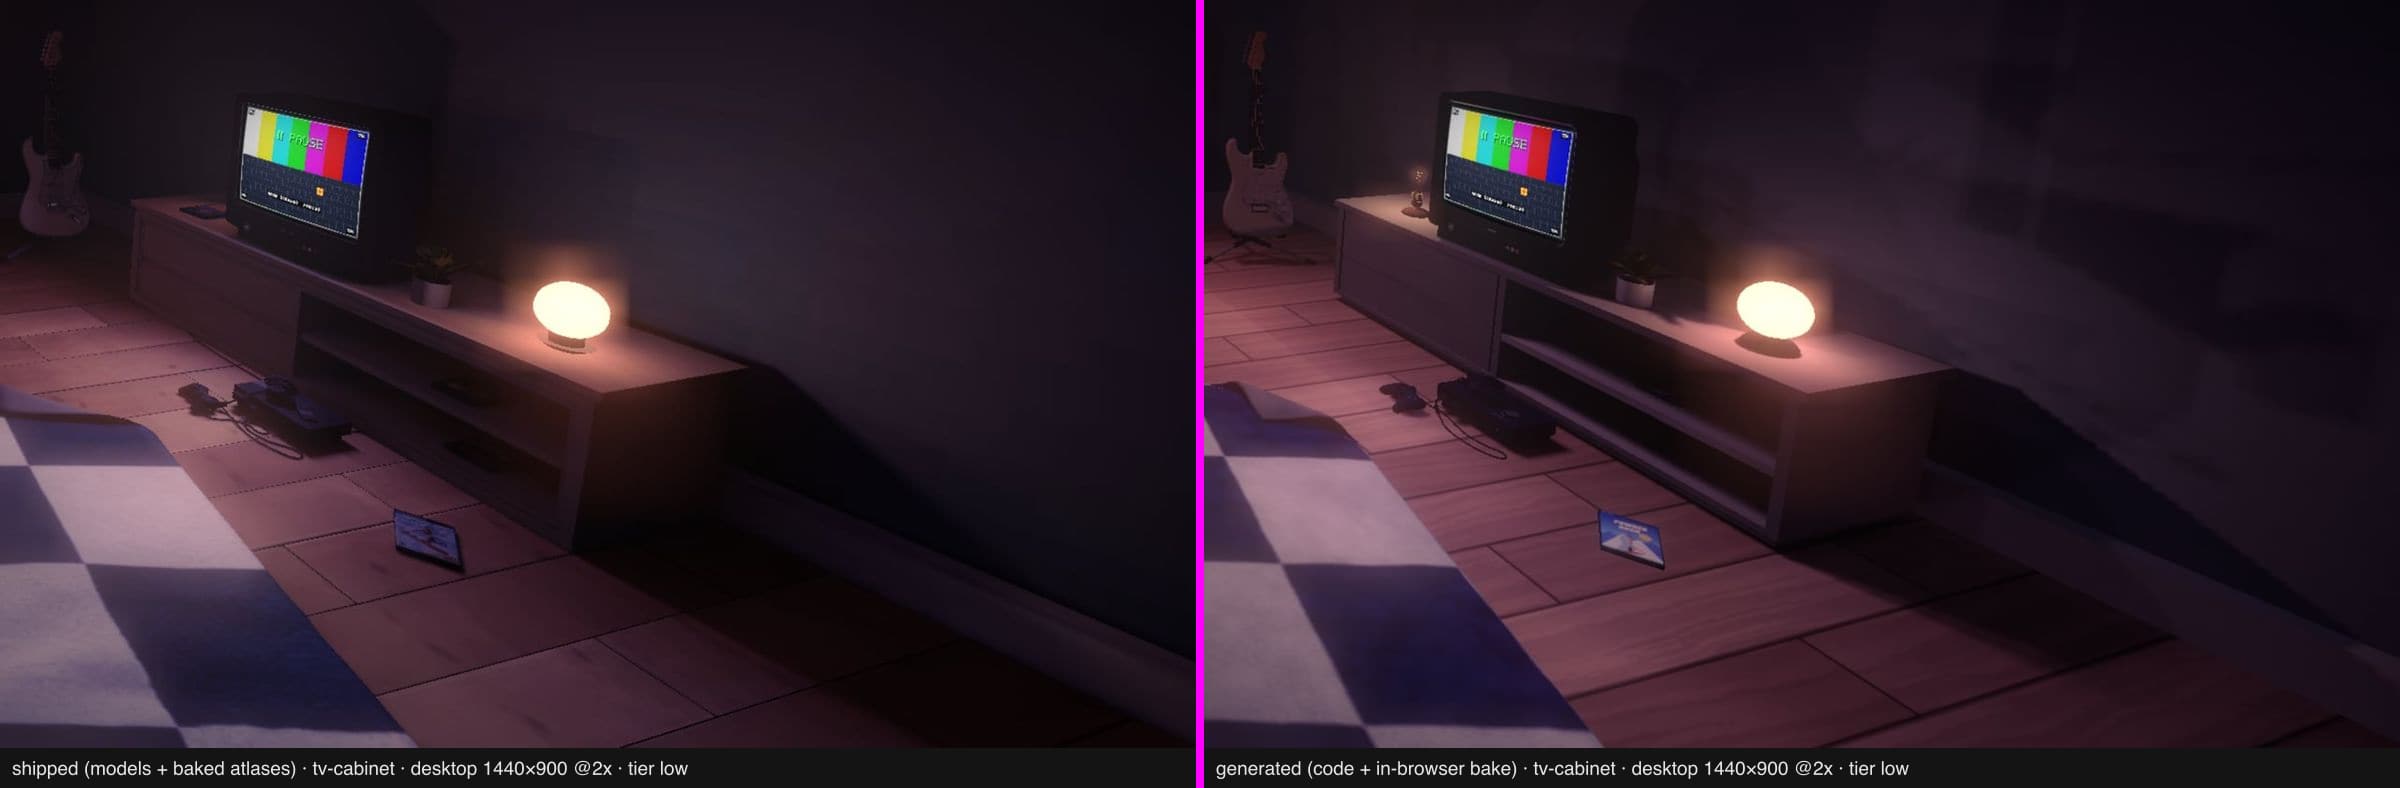 II PAUSE
II PAUSE
shipped (models + baked atlases) · tv-cabinet · desktop 1440×900 @2x · tier low
generated (code + in-browser bake) · tv-cabinet · desktop 1440×900 @2x · tier low